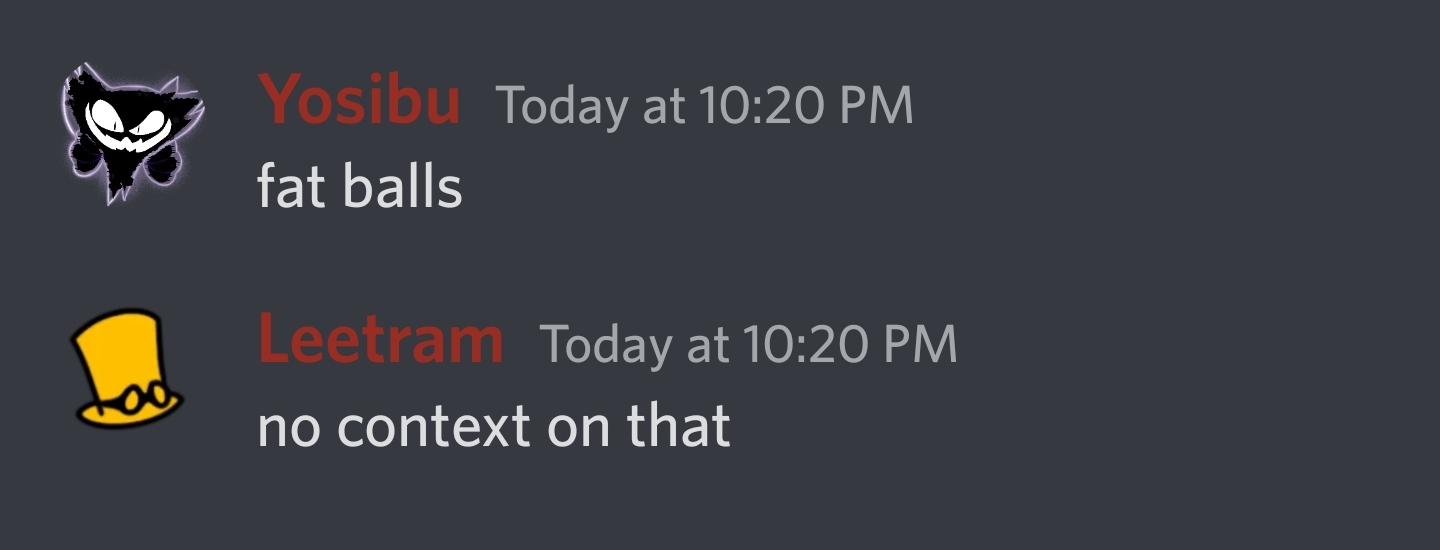 Yosibu Today at 10:20 PM
fat balls
Leetram Today at 10:20 PM
no context on that